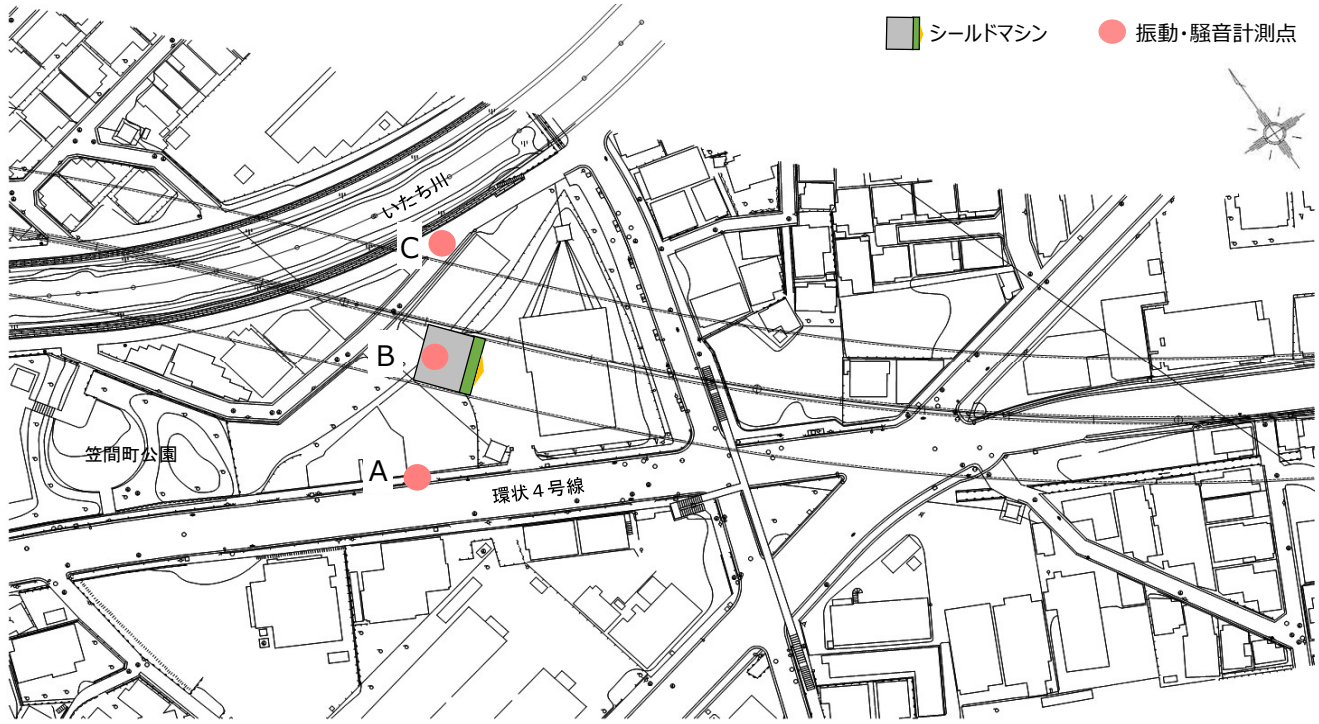 シールドマシン
振動・騒音計測点
いたち川
C
B
笠間町公園
A
環状４号線